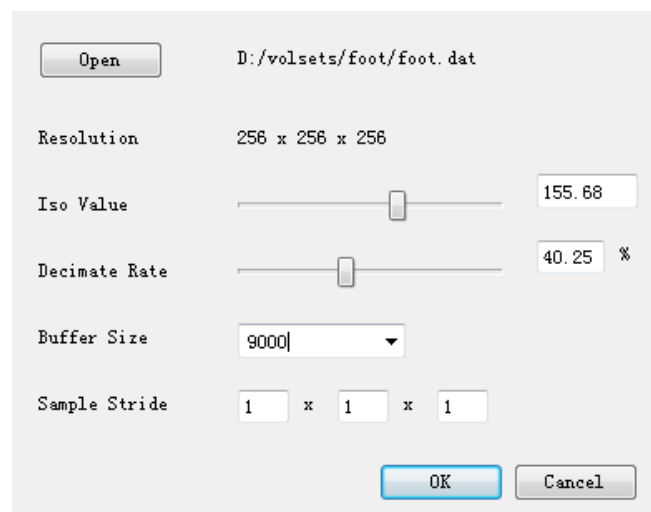 Open D:/volsets/foot/foot.dat
Resolution 256 x 256 x 256
Iso Value 155.68
Decimate Rate 40.25 %
Buffer Size 9000
Sample Stride 1 x 1 x 1
OK Cancel